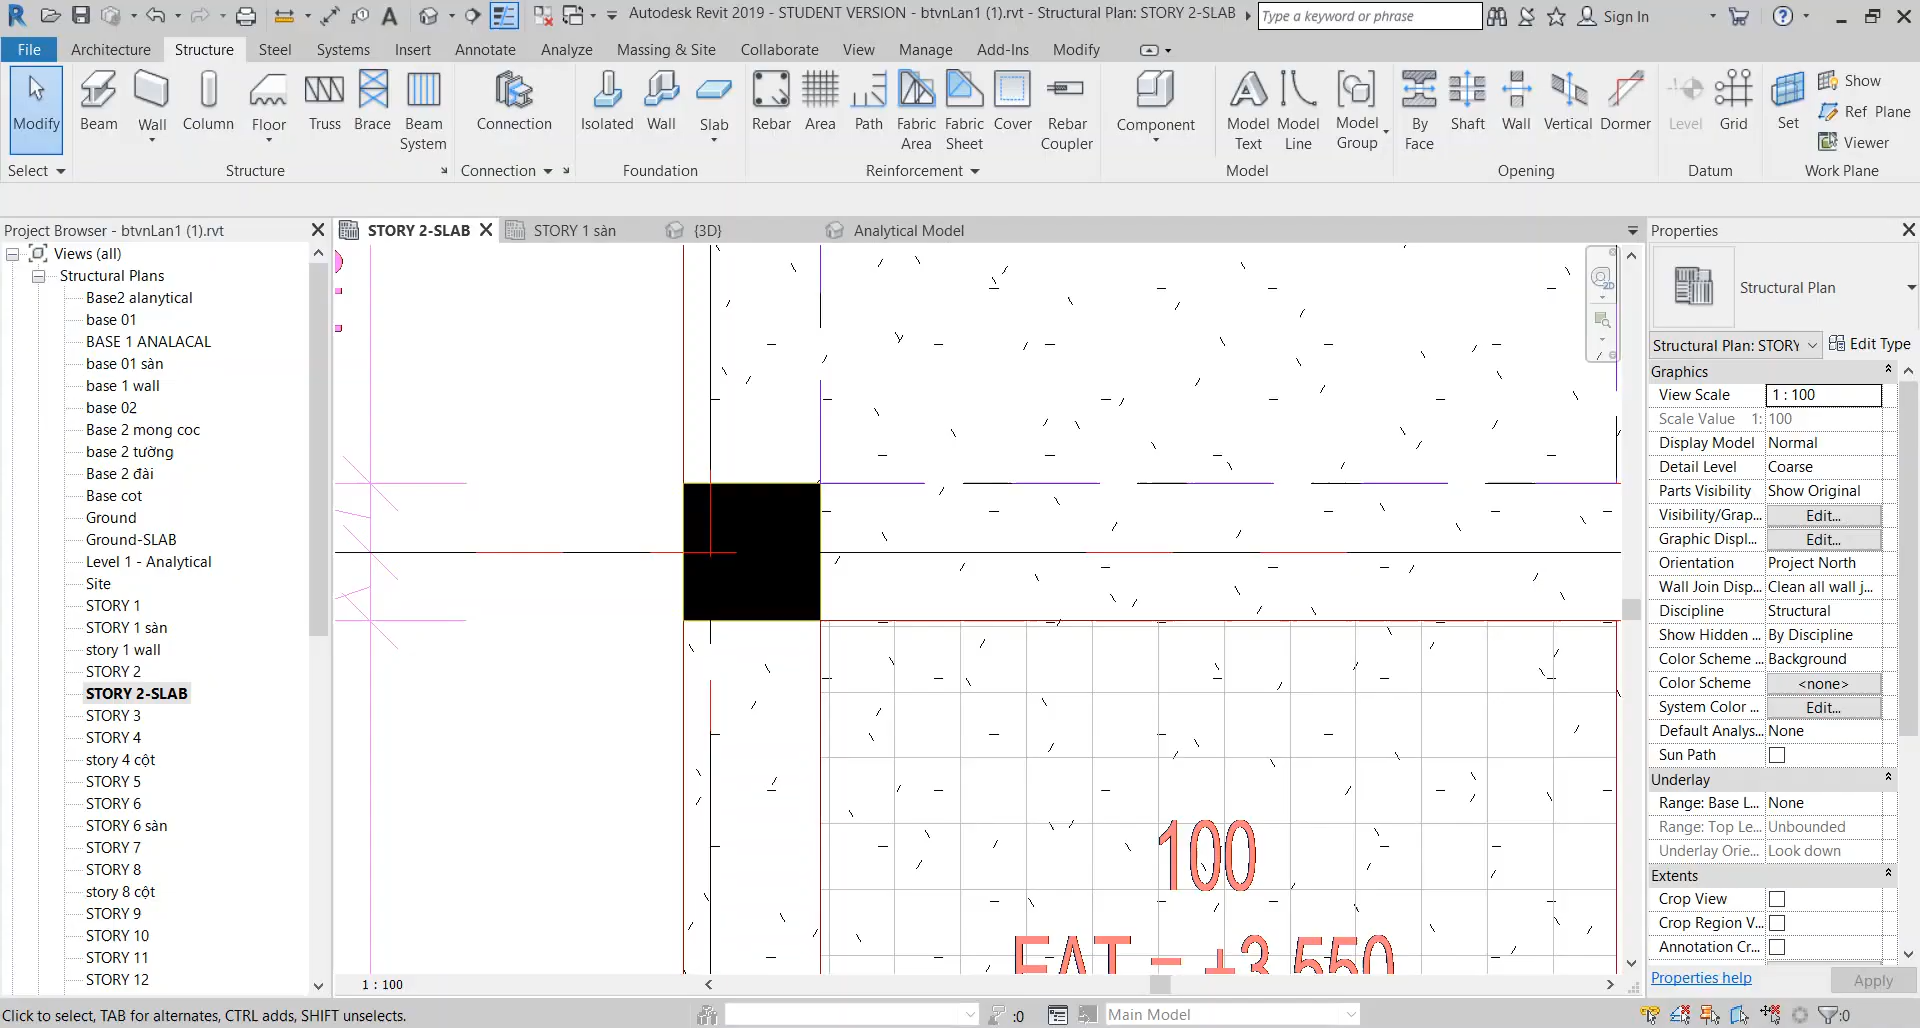 Autodesk Revit 2019 - STUDENT VERSION - btvnLan1 (1).rvt - Structural Plan: STORY 2-SLAB
Type a keyword or phrase
Sign In
File Architecture Structure Steel Systems Insert Annotate Analyze Massing & Site Collaborate View Manage Add-Ins Modify
Modify Beam Wall Column Floor Truss Brace Beam System Connection Isolated Wall Slab Rebar Area Path Fabric Area Fabric Sheet Cover Rebar Coupler Component Model Text Model Line Model Group By Face Shaft Wall Vertical Dormer Level Grid Set Show Ref Plane Viewer
Select Structure Connection Foundation Reinforcement Model Opening Datum Work Plane
Project Browser - btvnLan1 (1).rvt
Views (all)
Structural Plans
Base2 alanytical
base 01
BASE 1 ANALACAL
base 01 sàn
base 1 wall
base 02
Base 2 mong coc
base 2 tường
Base 2 đài
Base cot
Ground
Ground-SLAB
Level 1 - Analytical
Site
STORY 1
STORY 1 sàn
story 1 wall
STORY 2
STORY 2-SLAB
STORY 3
STORY 4
story 4 cột
STORY 5
STORY 6
STORY 6 sàn
STORY 7
STORY 8
story 8 cột
STORY 9
STORY 10
STORY 11
STORY 12
STORY 2-SLAB STORY 1 sàn {3D} Analytical Model
2D
100
1 : 100
Properties
Structural Plan
Structural Plan: STORY Edit Type
Graphics
View Scale 1 : 100
Scale Value 1: 100
Display Model Normal
Detail Level Coarse
Parts Visibility Show Original
Visibility/Grap... Edit...
Graphic Displ... Edit...
Orientation Project North
Wall Join Disp... Clean all wall j...
Discipline Structural
Show Hidden ... By Discipline
Color Scheme ... Background
Color Scheme <none>
System Color ... Edit...
Default Analys... None
Sun Path
Underlay
Range: Base L... None
Range: Top Le... Unbounded
Underlay Orie... Look down
Extents
Crop View
Crop Region V...
Annotation Cr...
Properties help Apply
Click to select, TAB for alternates, CTRL adds, SHIFT unselects.
:0
Main Model
:0